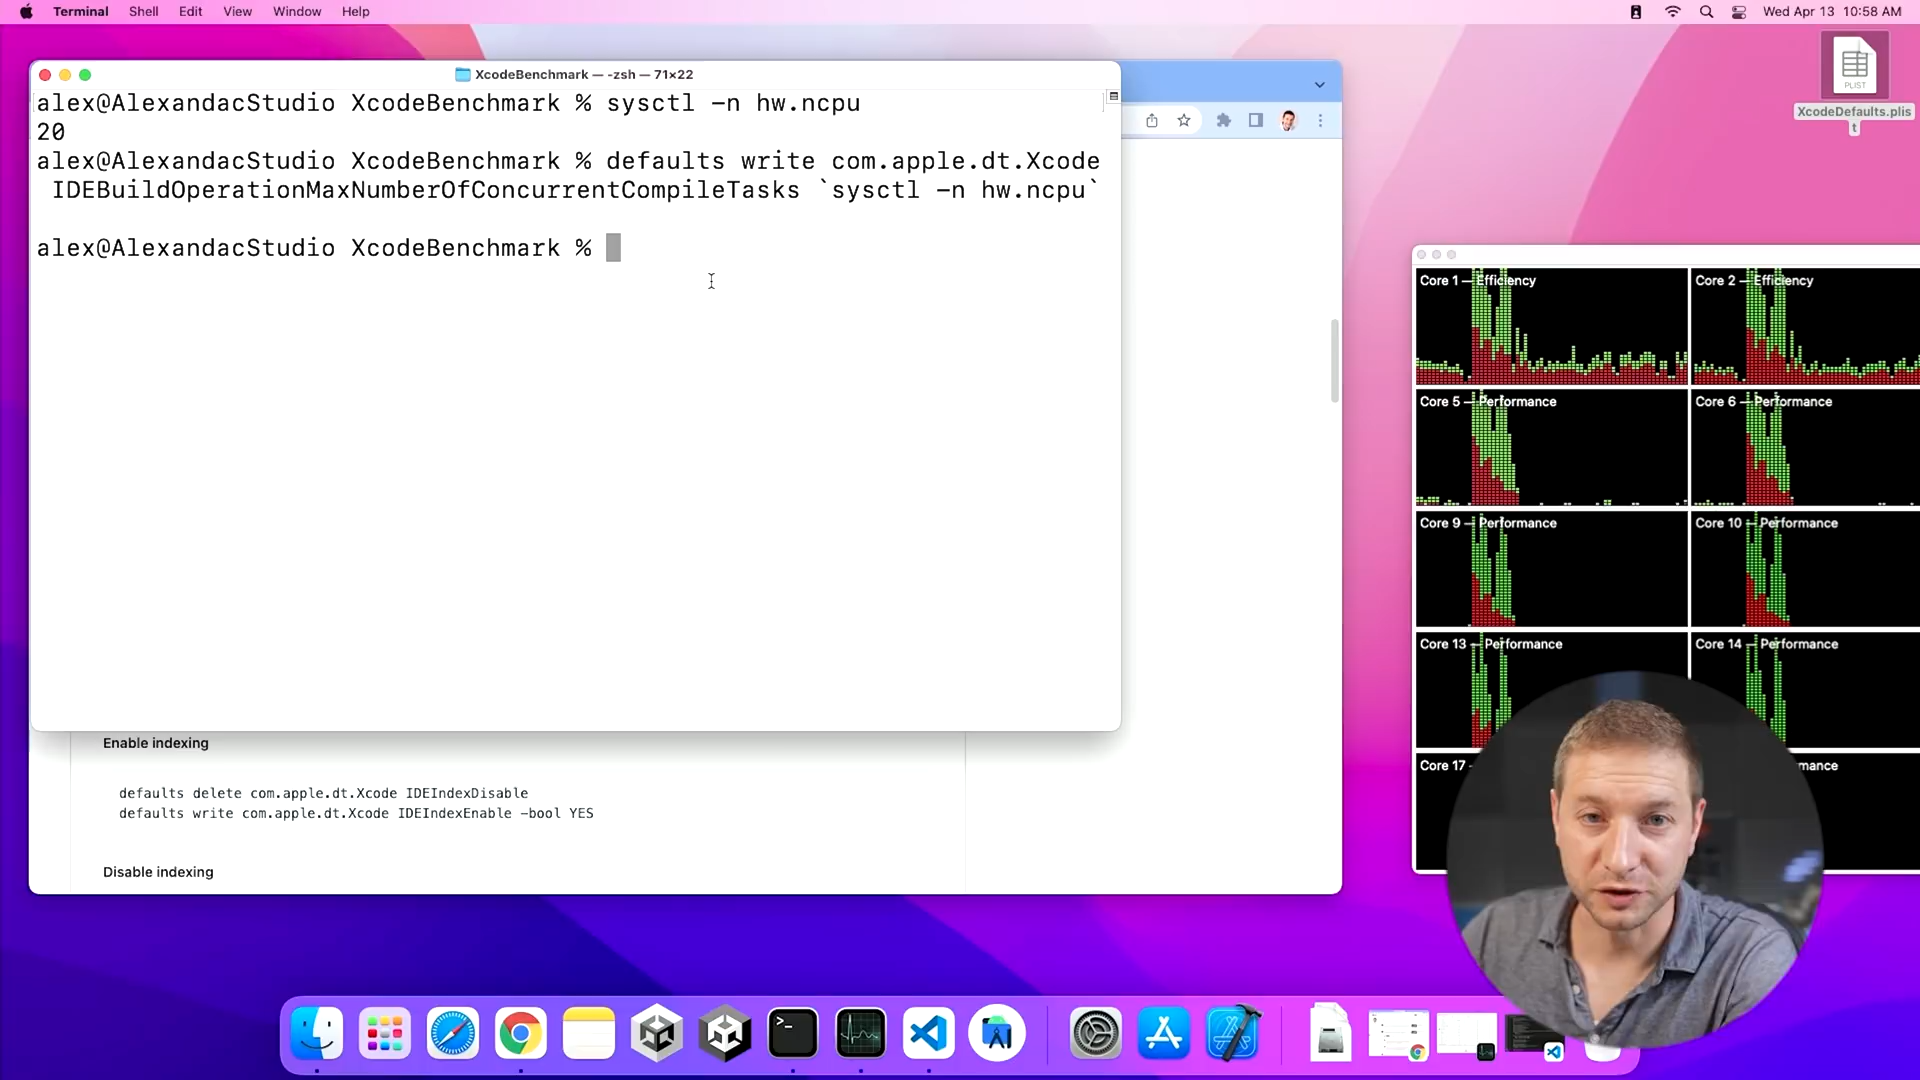 Terminal Shell Edit View Window Help Wed Apr 13 10:58 AM
PLIST
XcodeDefaults.plis
t
XcodeBenchmark — -zsh — 71×22
alex@AlexandacStudio XcodeBenchmark % sysctl -n hw.ncpu
20
alex@AlexandacStudio XcodeBenchmark % defaults write com.apple.dt.Xcode
IDEBuildOperationMaxNumberOfConcurrentCompileTasks `sysctl -n hw.ncpu`
alex@AlexandacStudio XcodeBenchmark %
Core 1 — Efficiency Core 2 — Efficiency
Core 5 — Performance Core 6 — Performance
Core 9 — Performance Core 10 — Performance
Core 13 — Performance Core 14 — Performance
Core 17 -
Enable indexing
defaults delete com.apple.dt.Xcode IDEIndexDisable
defaults write com.apple.dt.Xcode IDEIndexEnable -bool YES
Disable indexing